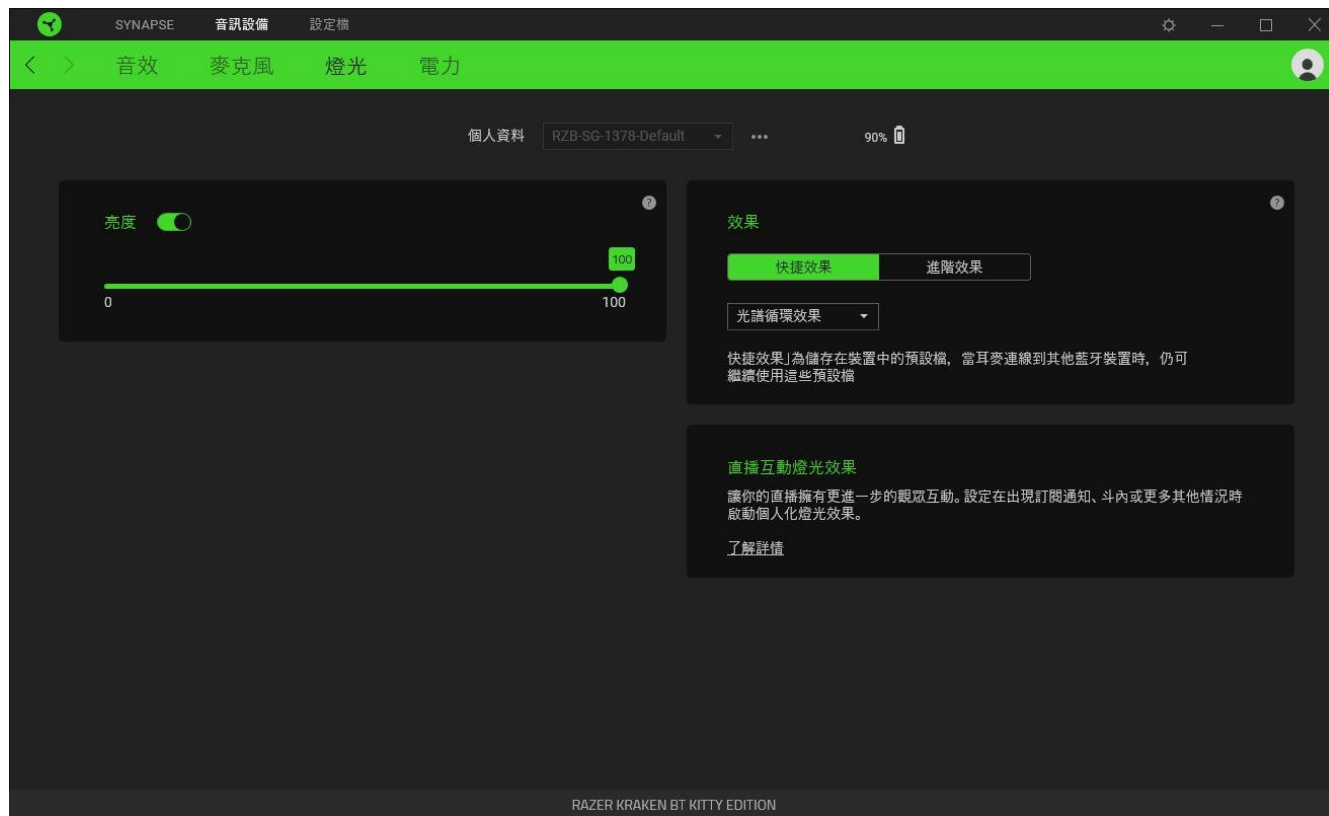 SYNAPSE 音訊設備 設定檔
音效 麥克風 燈光 電力
個人資料 RZB-SG-1378-Default ••• 90%
亮度
100
0 100
效果
快捷效果 進階效果
光譜循環效果
快捷效果」為儲存在裝置中的預設檔，當耳麥連線到其他藍牙裝置時，仍可
繼續使用這些預設檔
直播互動燈光效果
讓你的直播擁有更進一步的觀眾互動。設定在出現訂閱通知、斗內或更多其他情況時
啟動個人化燈光效果。
了解詳情
RAZER KRAKEN BT KITTY EDITION